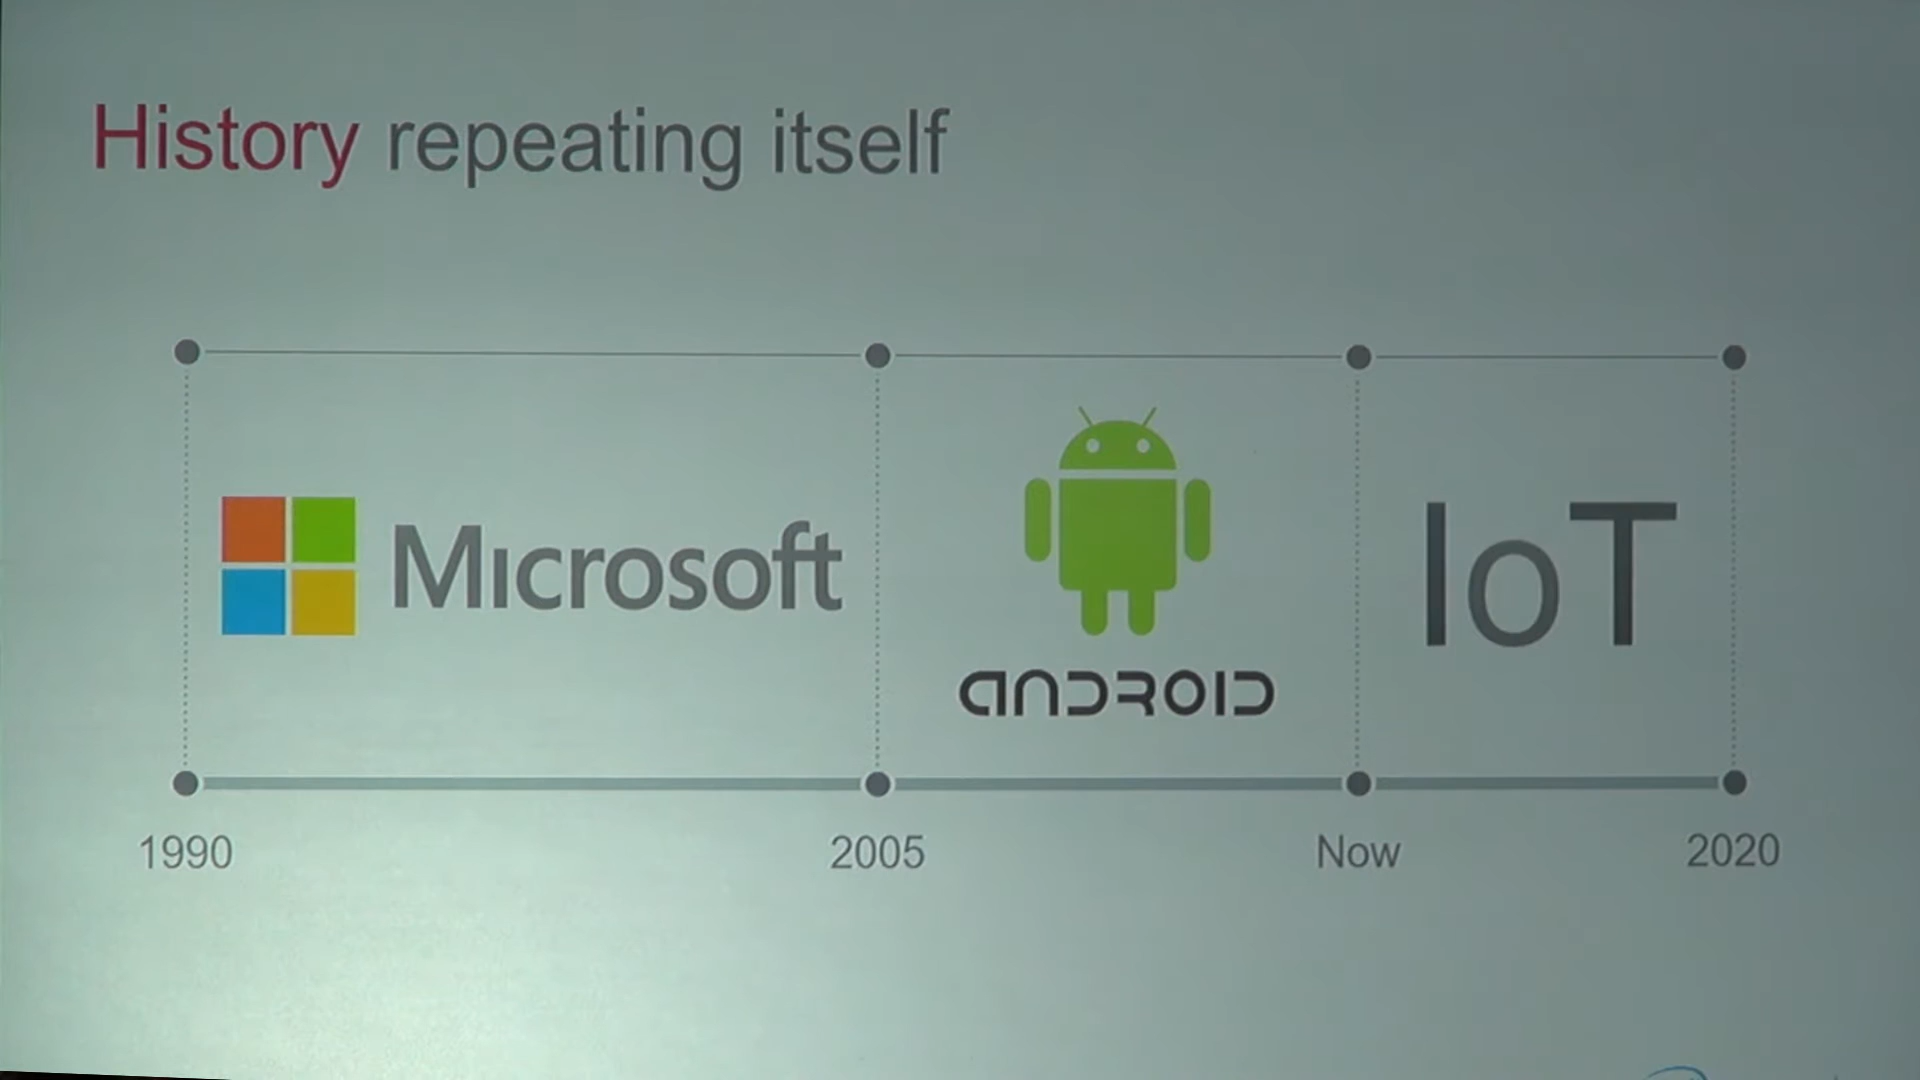 History repeating itself
Microsoft
ANDROID
IoT
1990
2005
Now
2020